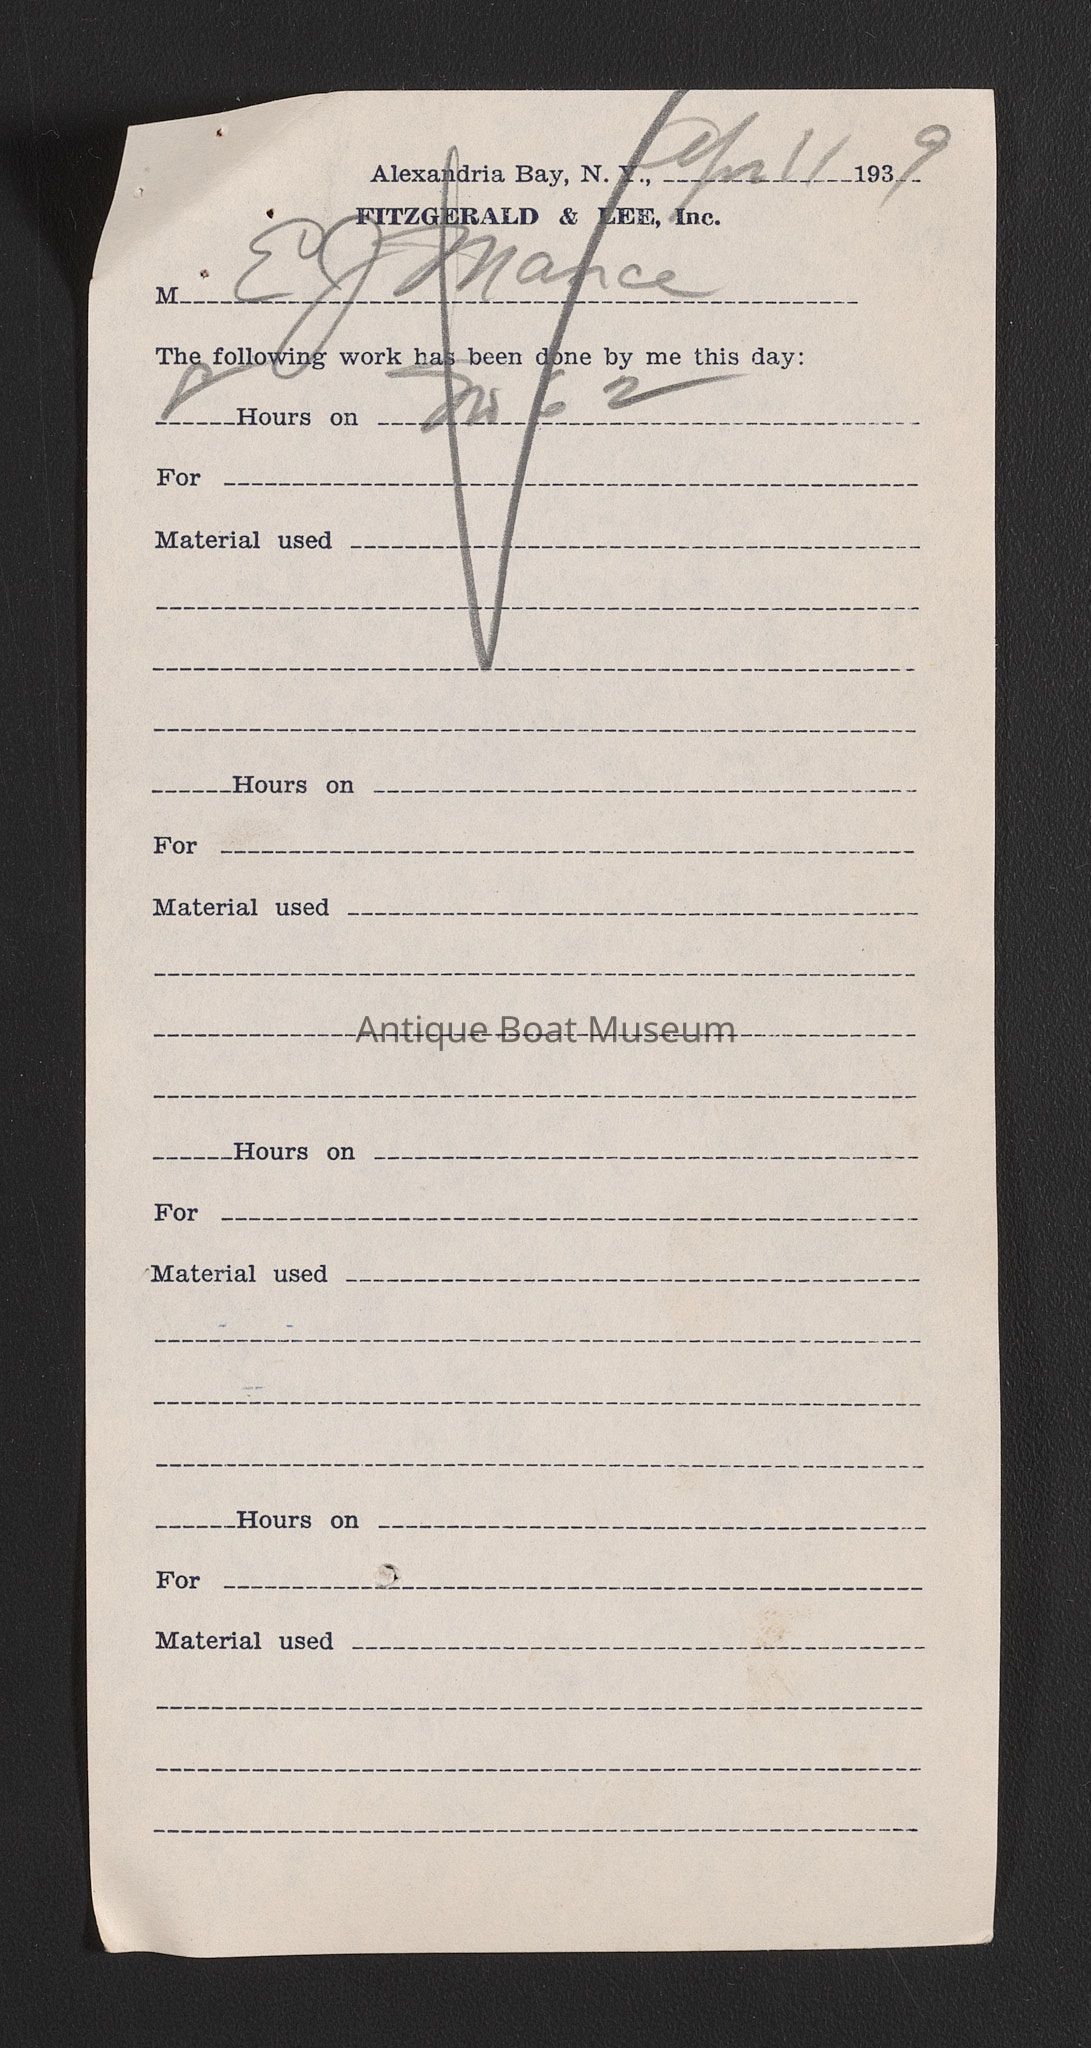 Alexandria Bay, N. Y., Apr 11 1939
FITZGERALD & LEE, Inc.
M E J Mance
The following work has been done by me this day:
Hours on No 62
For
Material used
Hours on
For
Material used
Antique Boat Museum
Hours on
For
Material used
Hours on
For
Material used